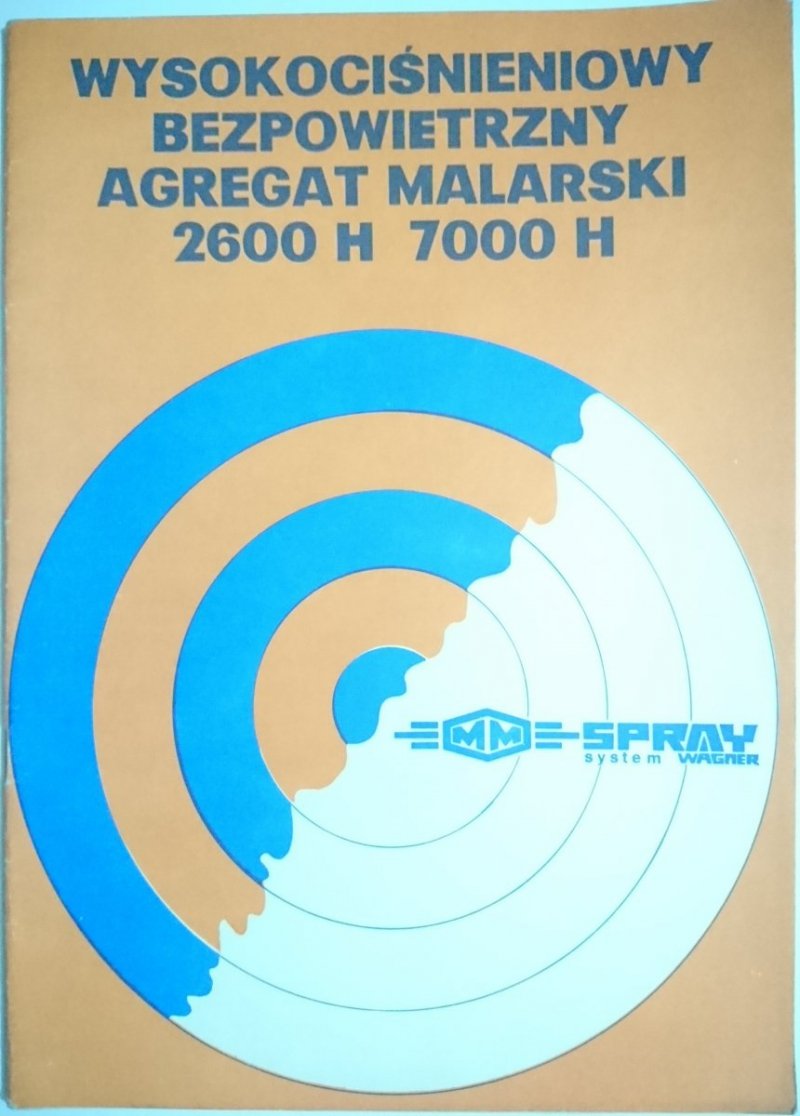 WYSOKOCIŚNIENIOWY
BEZPOWIETRZNY
AGREGAT MALARSKI
2600 H 7000 H
MM SPRAY
system WAGNER